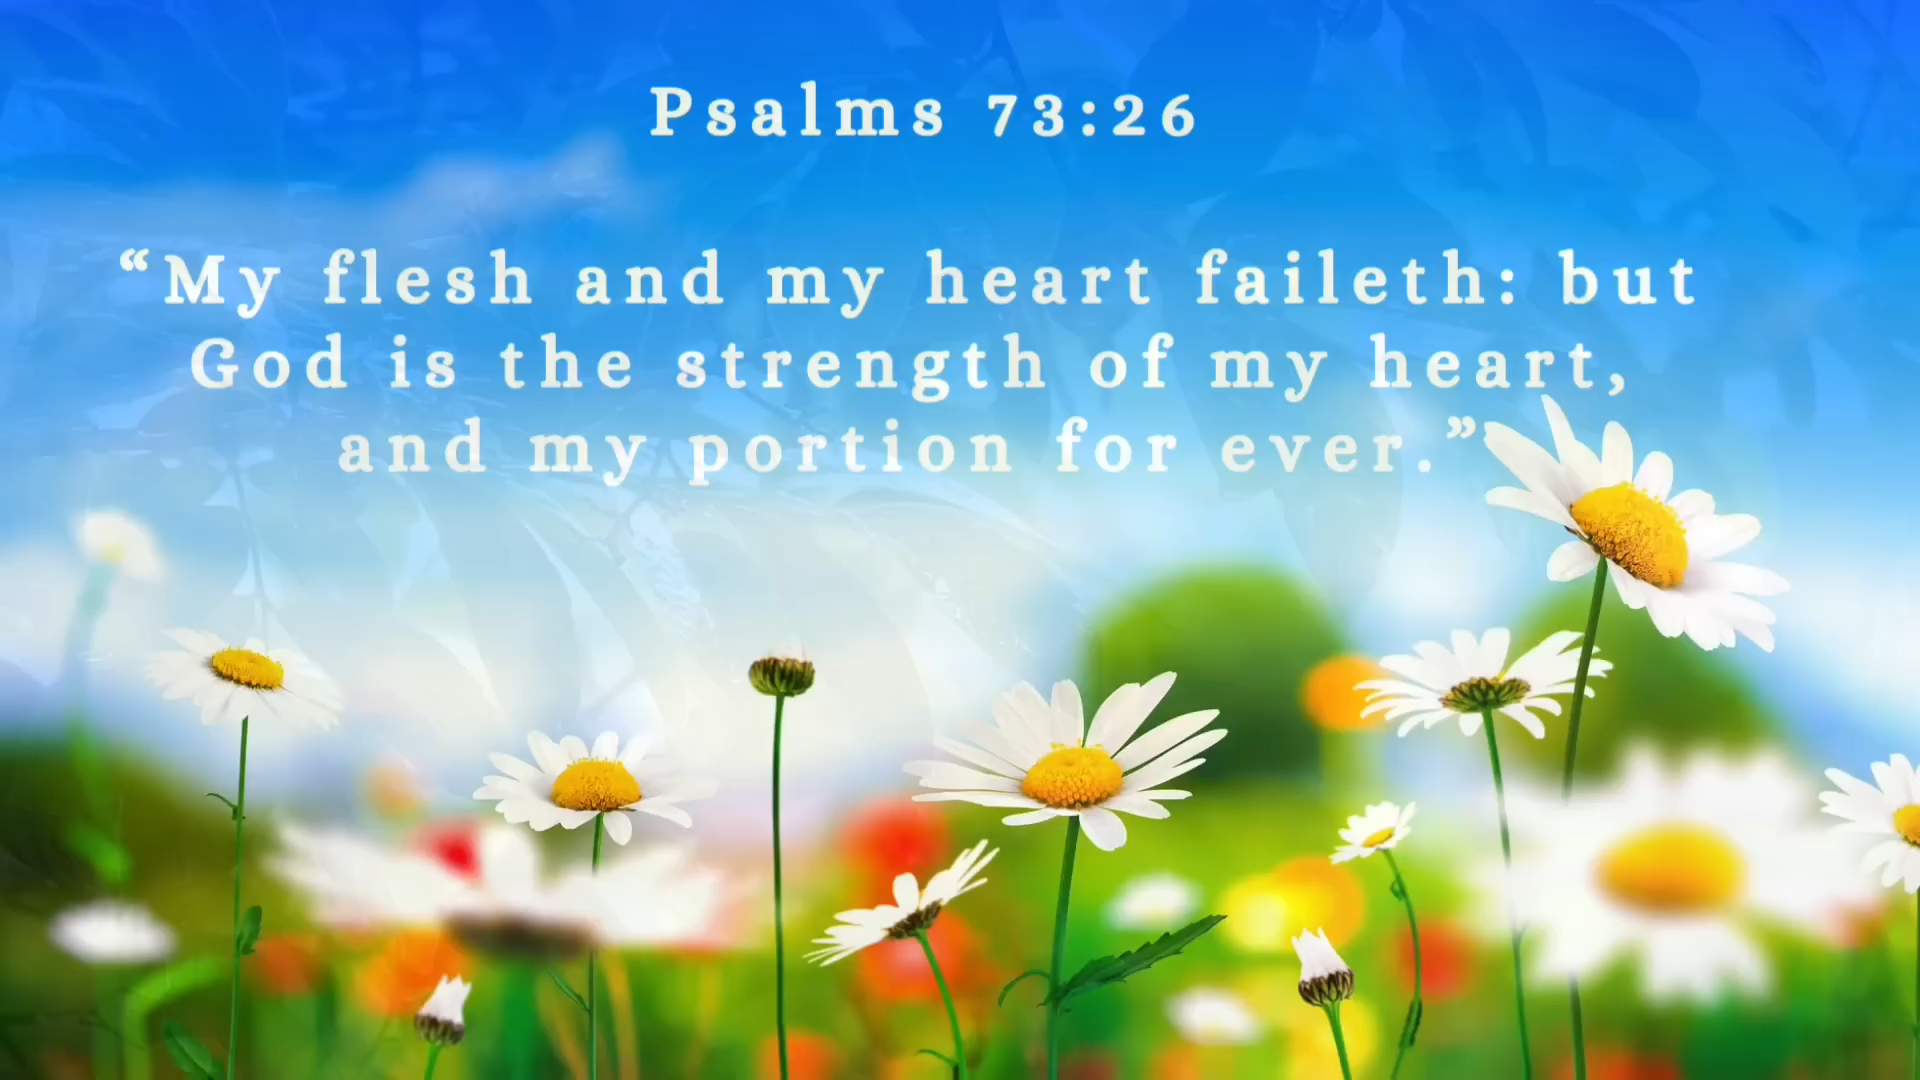 Psalms 73:26
“My flesh and my heart faileth: but
God is the strength of my heart,
and my portion for ever.”